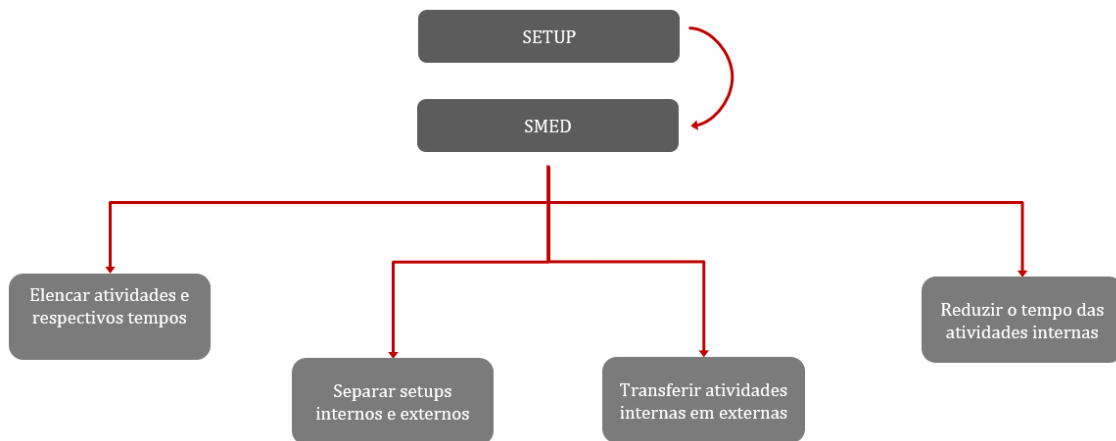 SETUP
SMED
Elencar atividades e
respectivos tempos
Separar setups
internos e externos
Transferir atividades
internas em externas
Reduzir o tempo das
atividades internas